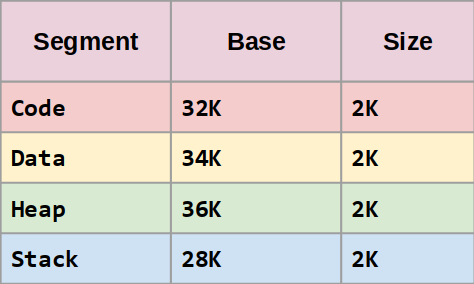 Segment Base Size
Code 32K 2K
Data 34K 2K
Heap 36K 2K
Stack 28K 2K